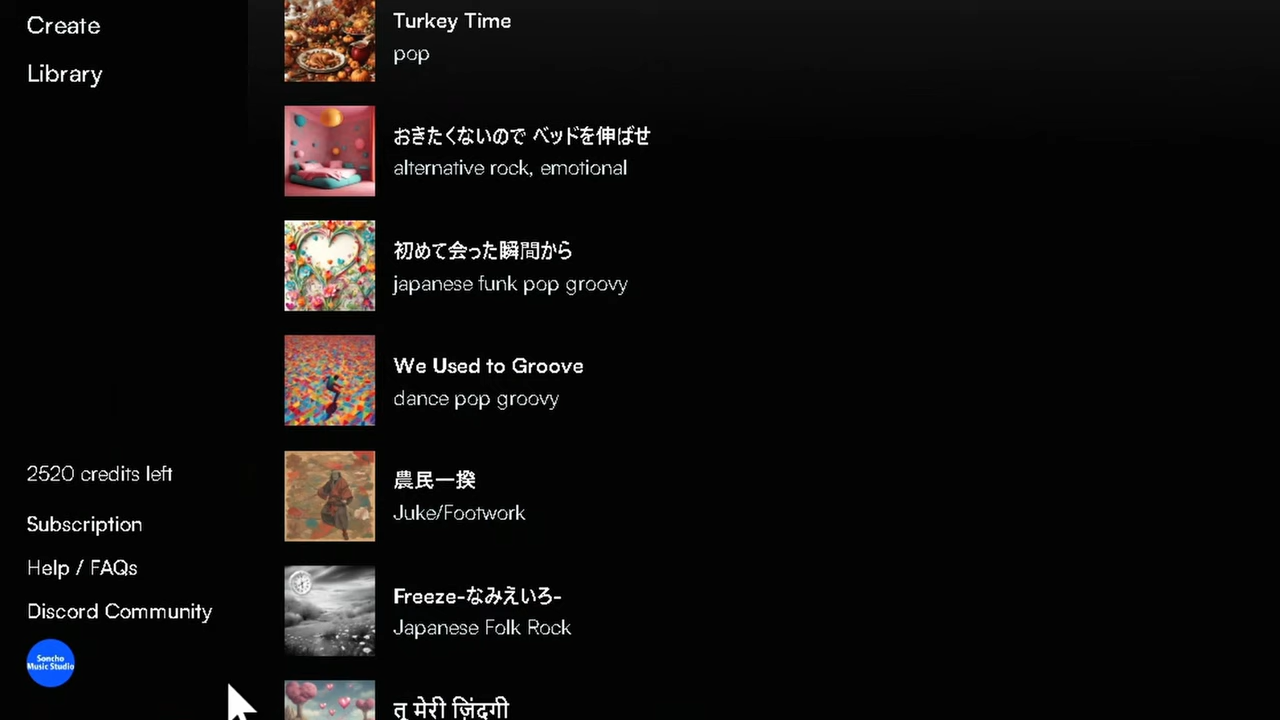 Create
Library
2520 credits left
Subscription
Help / FAQs
Discord Community
Soncho
Music Studio
Turkey Time
pop
おきたくないので ベッドを伸ばせ
alternative rock, emotional
初めて会った瞬間から
japanese funk pop groovy
We Used to Groove
dance pop groovy
農民一揆
Juke/Footwork
Freeze-なみえいろ-
Japanese Folk Rock
तू मेरी ज़िंदगी